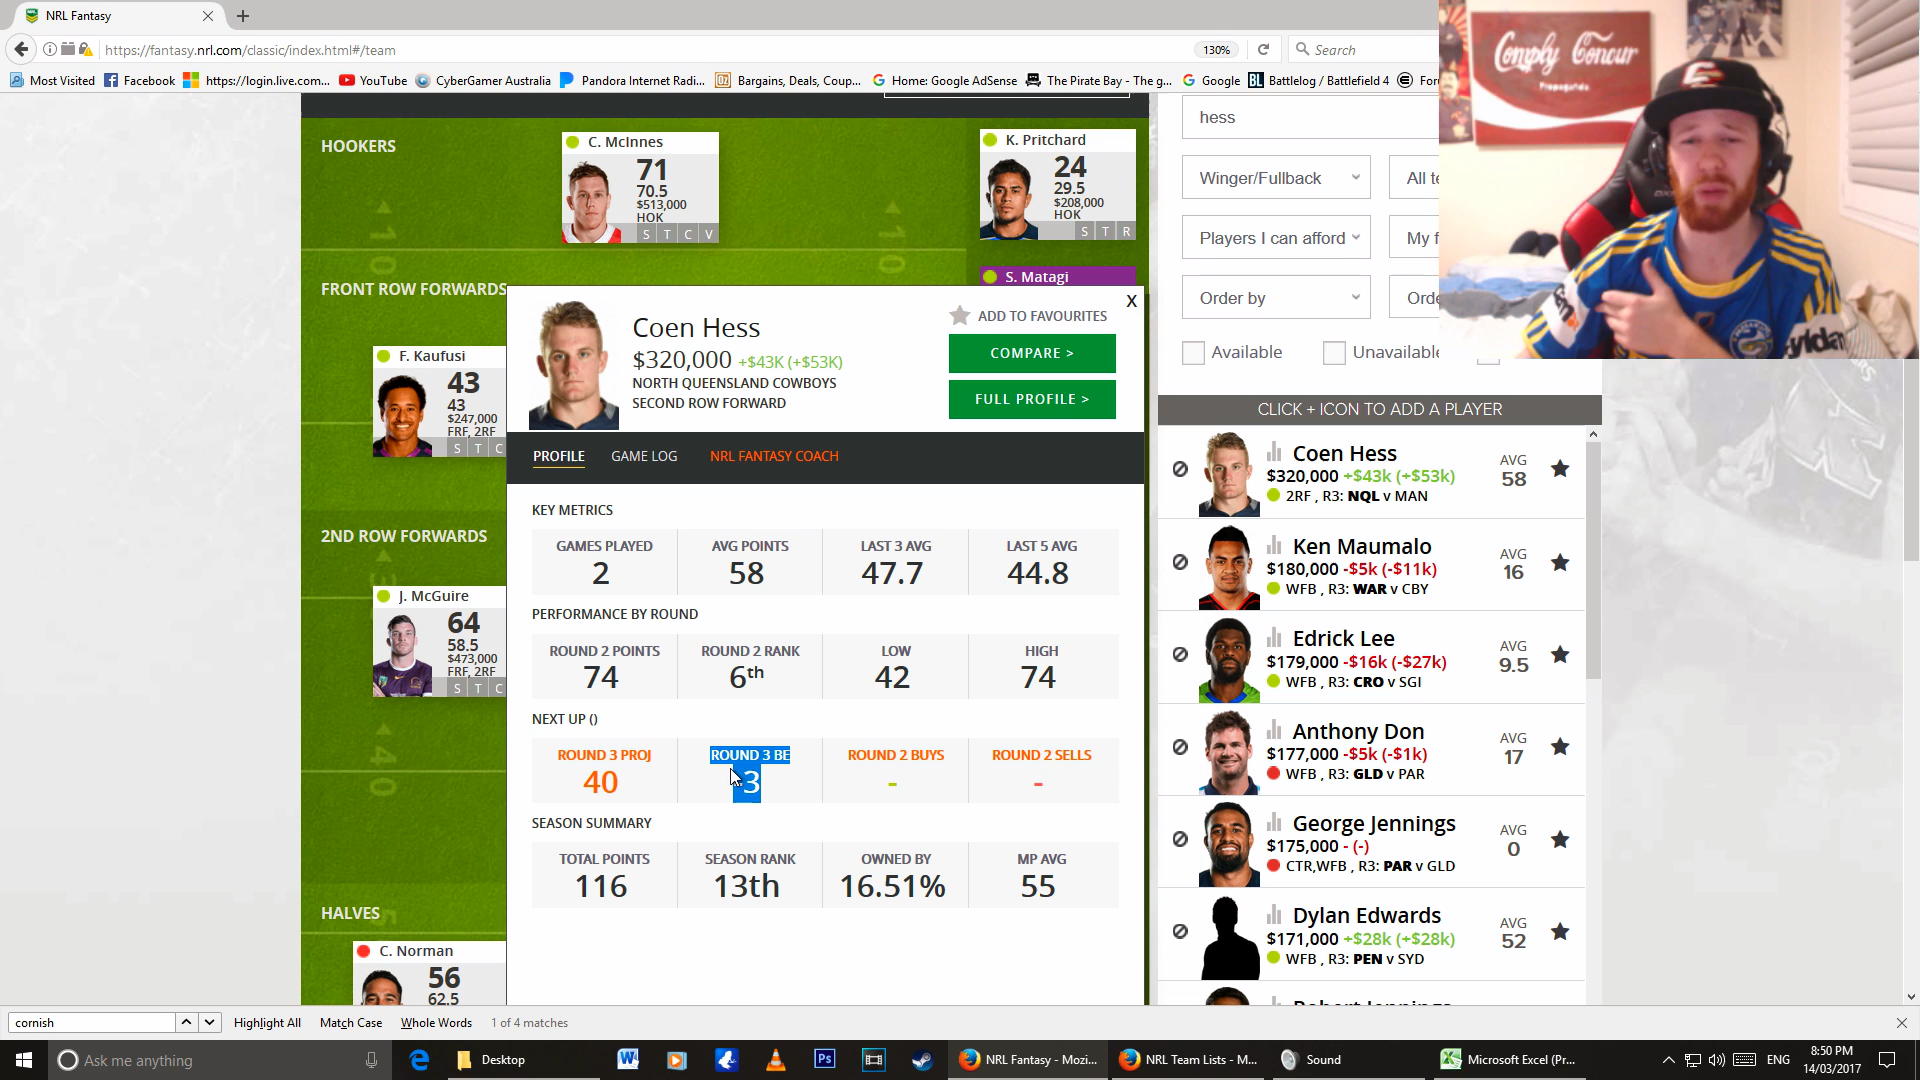 NRL Fantasy
https://fantasy.nrl.com/classic/index.html#/team
130%
Search
Most Visited
Facebook
https://login.live.com...
YouTube
CyberGamer Australia
Pandora Internet Radi...
Bargains, Deals, Coup...
Home: Google AdSense
The Pirate Bay - The g...
Google
Battlelog / Battlefield 4
For
Comply Concur
Propaganda
HOOKERS
C. McInnes
71
70.5
$513,000
HOK
S T C V
K. Pritchard
24
29.5
$208,000
HOK
S T R
S. Matagi
FRONT ROW FORWARDS
F. Kaufusi
43
43
$247,000
FRF, 2RF
S T C
2ND ROW FORWARDS
J. McGuire
64
58.5
$473,000
FRF, 2RF
S T C
HALVES
C. Norman
56
62.5
Coen Hess
$320,000 +$43K (+$53K)
NORTH QUEENSLAND COWBOYS
SECOND ROW FORWARD
X
ADD TO FAVOURITES
COMPARE >
FULL PROFILE >
PROFILE
GAME LOG
NRL FANTASY COACH
KEY METRICS
GAMES PLAYED
2
AVG POINTS
58
LAST 3 AVG
47.7
LAST 5 AVG
44.8
PERFORMANCE BY ROUND
ROUND 2 POINTS
74
ROUND 2 RANK
6th
LOW
42
HIGH
74
NEXT UP ()
ROUND 3 PROJ
40
ROUND 3 BE
3
ROUND 2 BUYS
-
ROUND 2 SELLS
-
SEASON SUMMARY
TOTAL POINTS
116
SEASON RANK
13th
OWNED BY
16.51%
MP AVG
55
hess
Winger/Fullback
All te
Players I can afford
My f
Order by
Orde
Available
Unavailable
CLICK + ICON TO ADD A PLAYER
Coen Hess
$320,000 +$43k (+$53k)
2RF , R3: NQL v MAN
AVG
58
Ken Maumalo
$180,000 -$5k (-$11k)
WFB , R3: WAR v CBY
AVG
16
Edrick Lee
$179,000 -$16k (-$27k)
WFB , R3: CRO v SGI
AVG
9.5
Anthony Don
$177,000 -$5k (-$1k)
WFB , R3: GLD v PAR
AVG
17
George Jennings
$175,000 - (-)
CTR,WFB , R3: PAR v GLD
AVG
0
Dylan Edwards
$171,000 +$28k (+$28k)
WFB , R3: PEN v SYD
AVG
52
cornish
Highlight All
Match Case
Whole Words
1 of 4 matches
Ask me anything
Desktop
NRL Fantasy - Mozi...
NRL Team Lists - M...
Sound
Microsoft Excel (Pr...
ENG
8:50 PM
14/03/2017